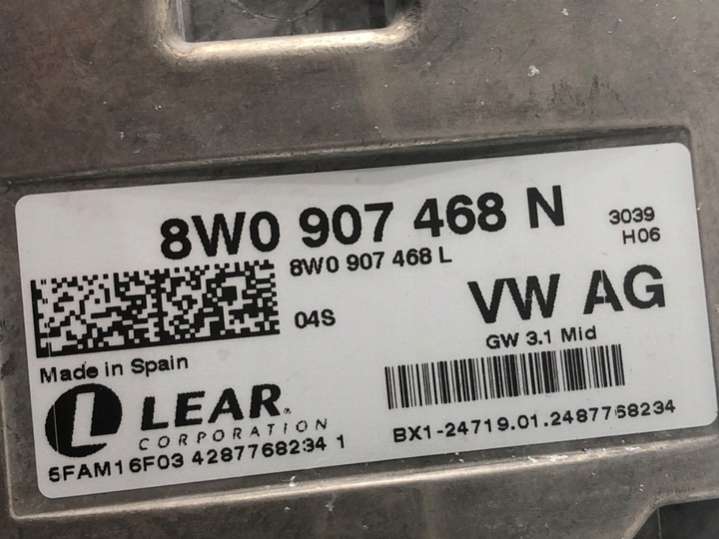 8W0 907 468 N
3039
H06
8W0 907 468 L
04S
VW AG
GW 3.1 Mid
Made in Spain
LEAR®
CORPORATION
BX1-24719.01.2487768234
5FAM16F03 4287768234 1